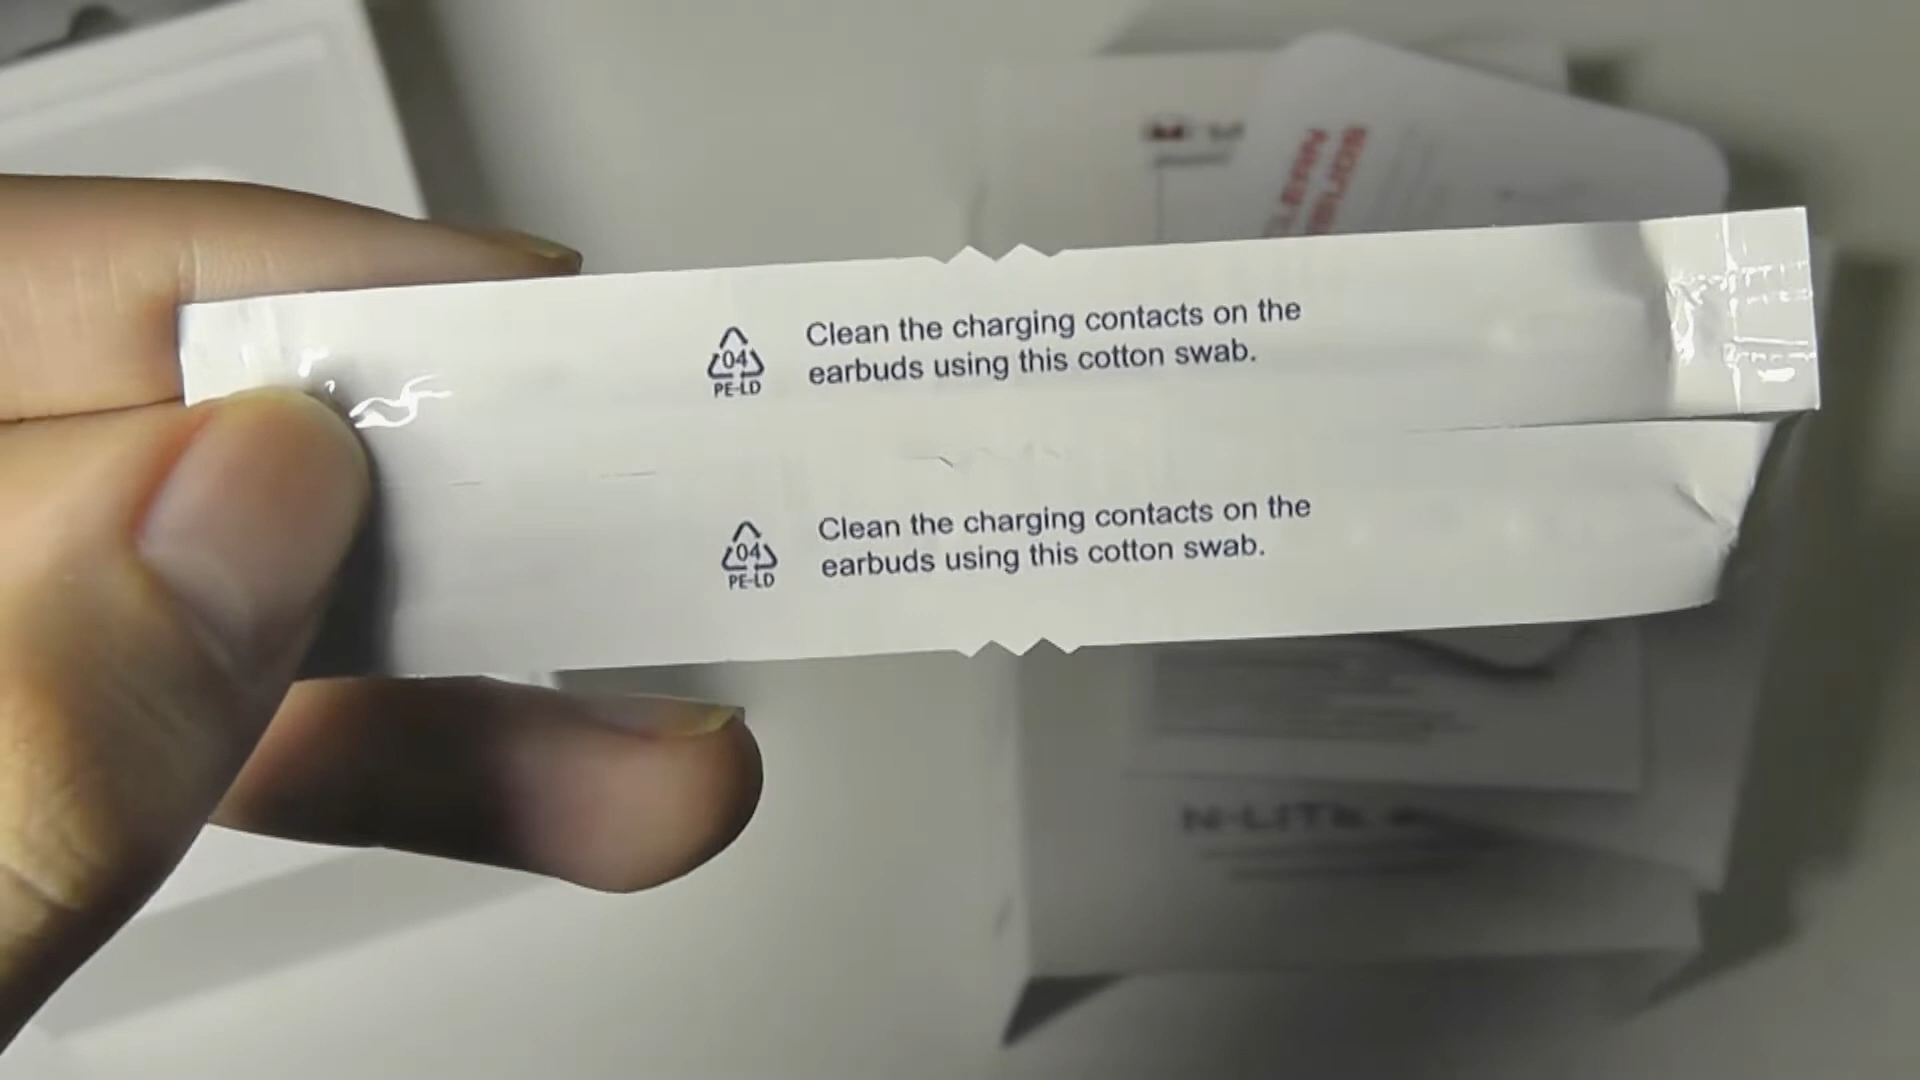 04
PE-LD
Clean the charging contacts on the
earbuds using this cotton swab.
04
PE-LD
Clean the charging contacts on the
earbuds using this cotton swab.
N-LITE